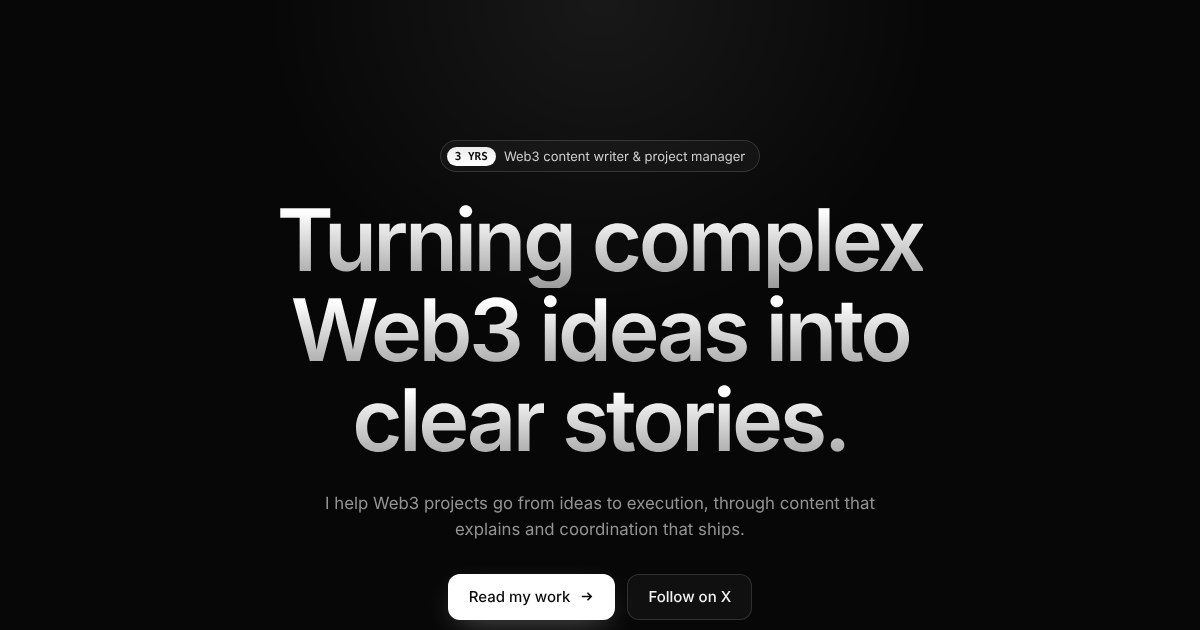 3 YRS Web3 content writer & project manager
Turning complex
Web3 ideas into
clear stories.
I help Web3 projects go from ideas to execution, through content that
explains and coordination that ships.
Read my work → Follow on X